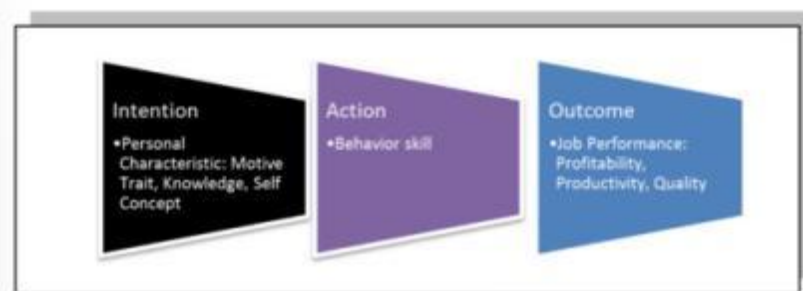 Intention
•Personal
Characteristic: Motive
Trait, Knowledge, Self
Concept
Action
•Behavior skill
Outcome
•Job Performance:
Profitability,
Productivity, Quality